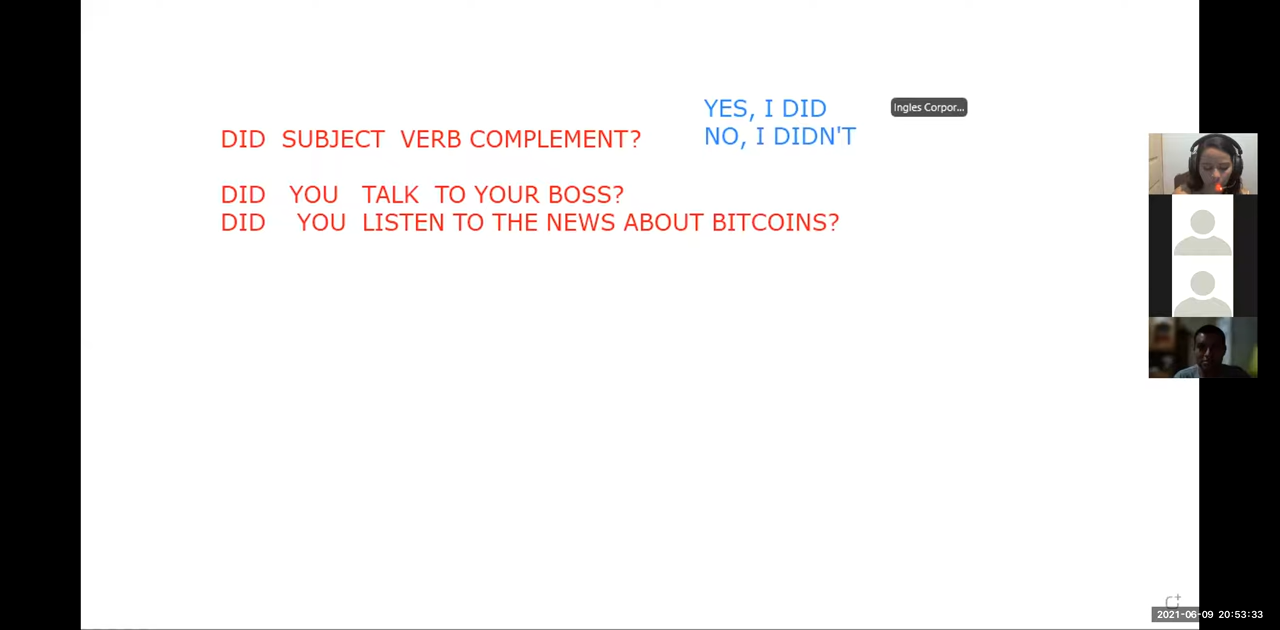 YES, I DID
NO, I DIDN'T
Ingles Corpor...
DID SUBJECT VERB COMPLEMENT?
DID YOU TALK TO YOUR BOSS?
DID YOU LISTEN TO THE NEWS ABOUT BITCOINS?
2021-06-09 20:53:33